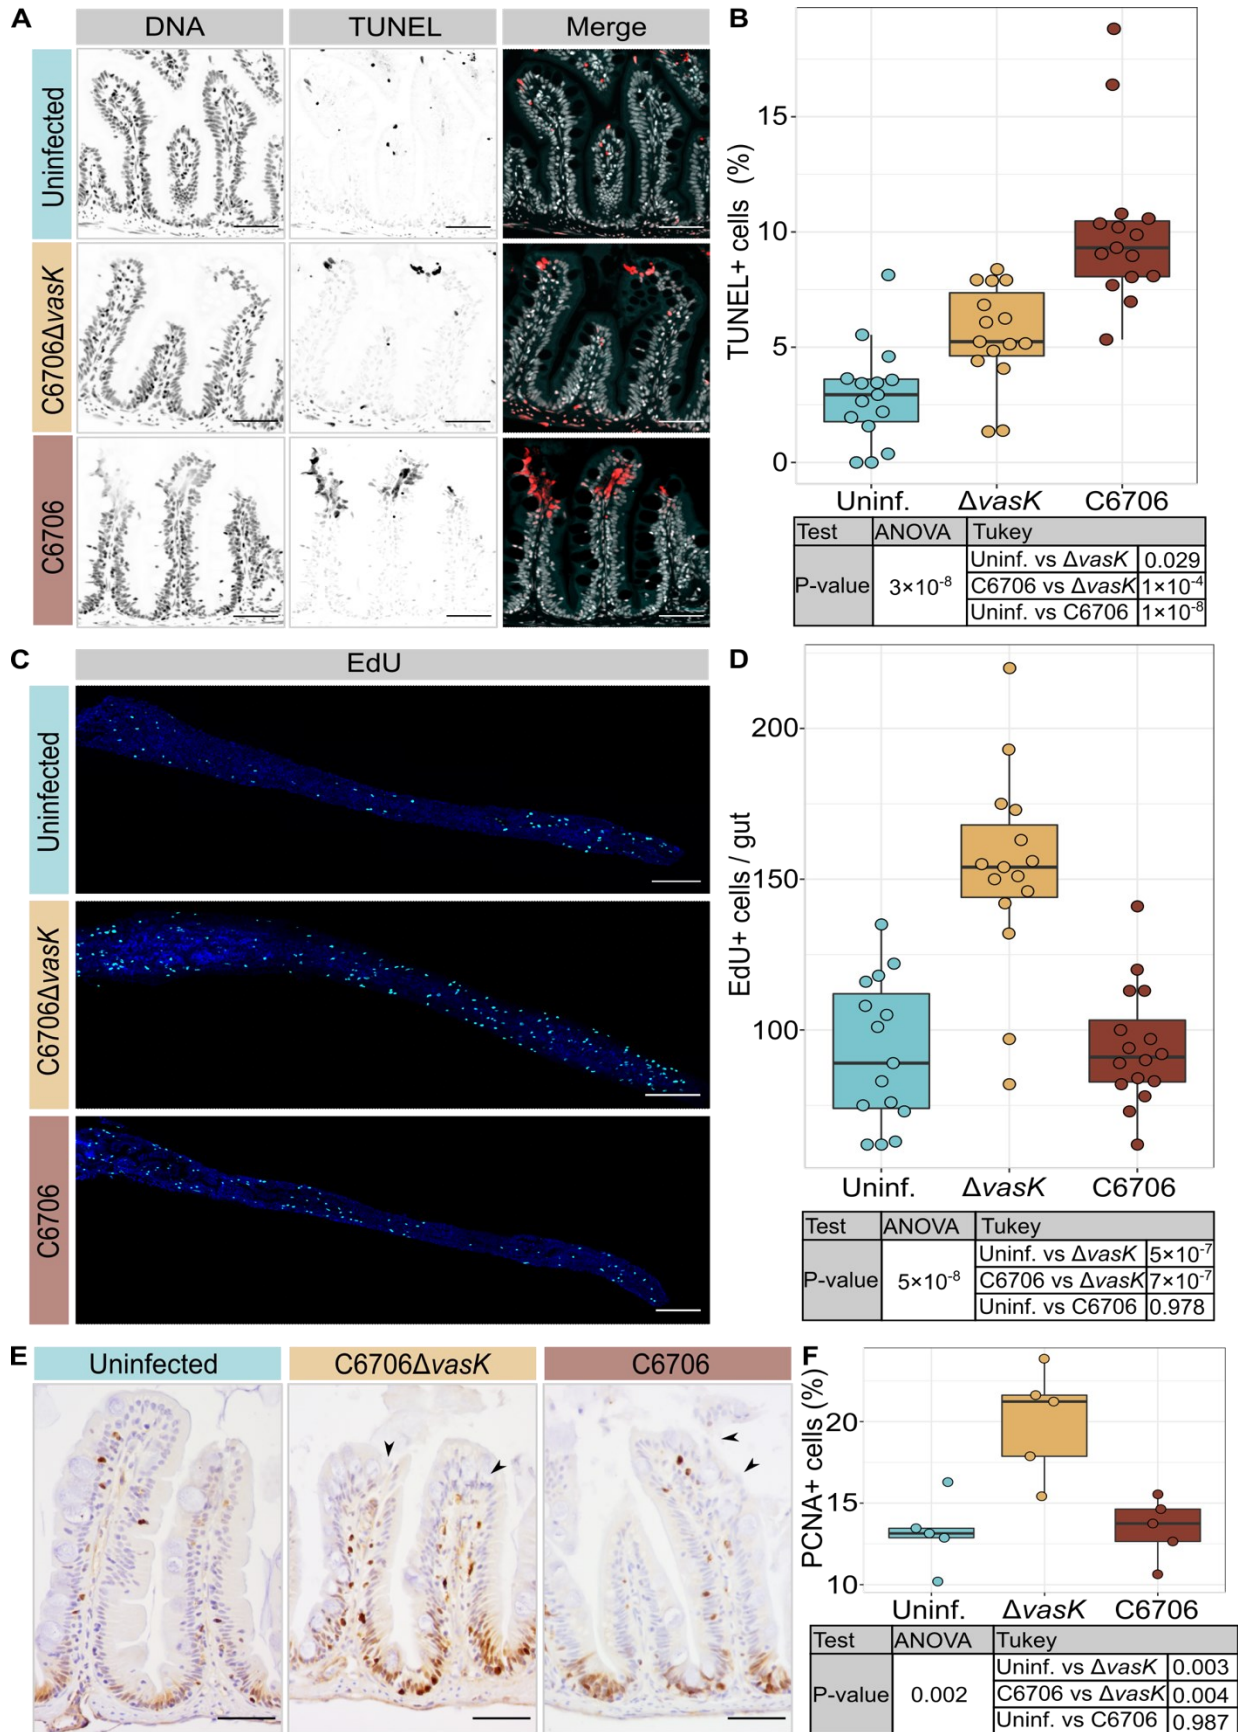 A
DNA
TUNEL
Merge
Uninfected
C6706ΔvasK
C6706
B
TUNEL+ cells (%)
15
10
5
0
Uninf.
ΔvasK
C6706
Test
ANOVA
Tukey
P-value
3×10⁻⁸
Uninf. vs ΔvasK
0.029
C6706 vs ΔvasK
1×10⁻⁴
Uninf. vs C6706
1×10⁻⁸
C
EdU
Uninfected
C6706ΔvasK
C6706
D
EdU+ cells / gut
200
150
100
Uninf.
ΔvasK
C6706
Test
ANOVA
Tukey
P-value
5×10⁻⁸
Uninf. vs ΔvasK
5×10⁻⁷
C6706 vs ΔvasK
7×10⁻⁷
Uninf. vs C6706
0.978
E
Uninfected
C6706ΔvasK
C6706
F
PCNA+ cells (%)
20
15
10
Uninf.
ΔvasK
C6706
Test
ANOVA
Tukey
P-value
0.002
Uninf. vs ΔvasK
0.003
C6706 vs ΔvasK
0.004
Uninf. vs C6706
0.987